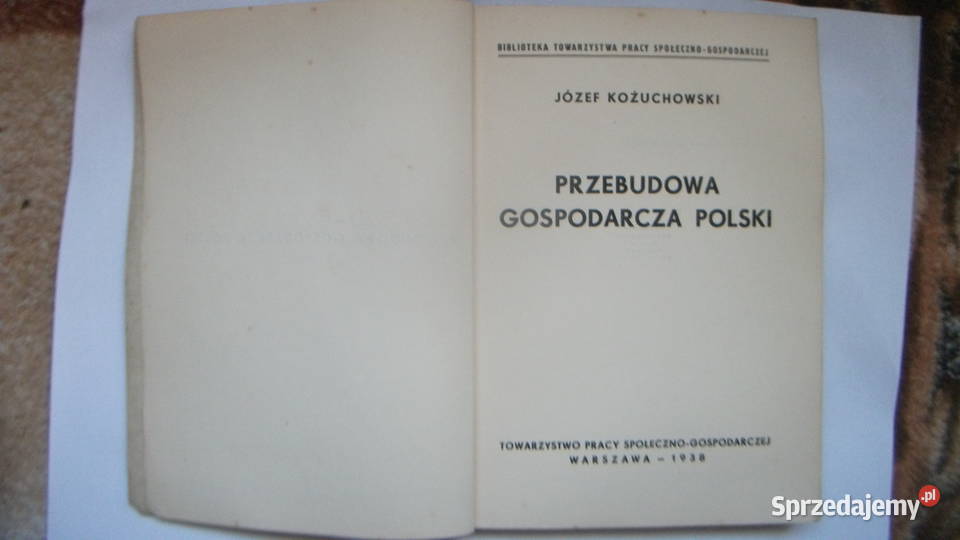 BIBLIOTEKA TOWARZYSTWA PRACY SPOŁECZNO-GOSPODARCZEJ
JÓZEF KOŻUCHOWSKI
PRZEBUDOWA
GOSPODARCZA POLSKI
TOWARZYSTWO PRACY SPOŁECZNO-GOSPODARCZEJ
WARSZAWA – 1938
Sprzedajemy.pl